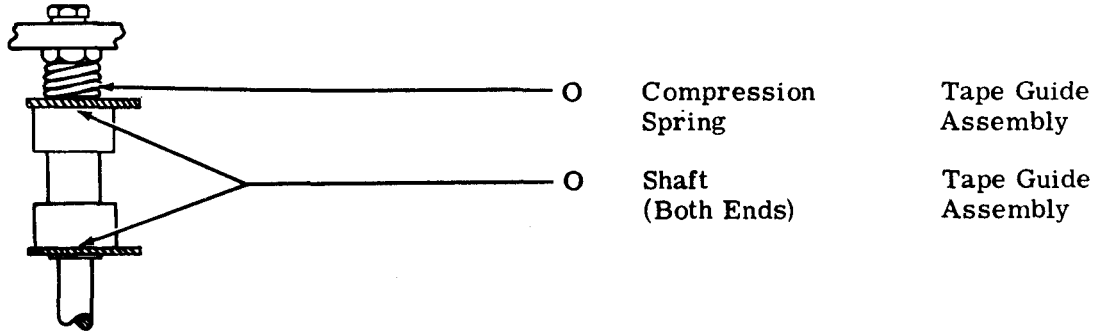 O Compression Tape Guide
Spring Assembly
O Shaft Tape Guide
(Both Ends) Assembly